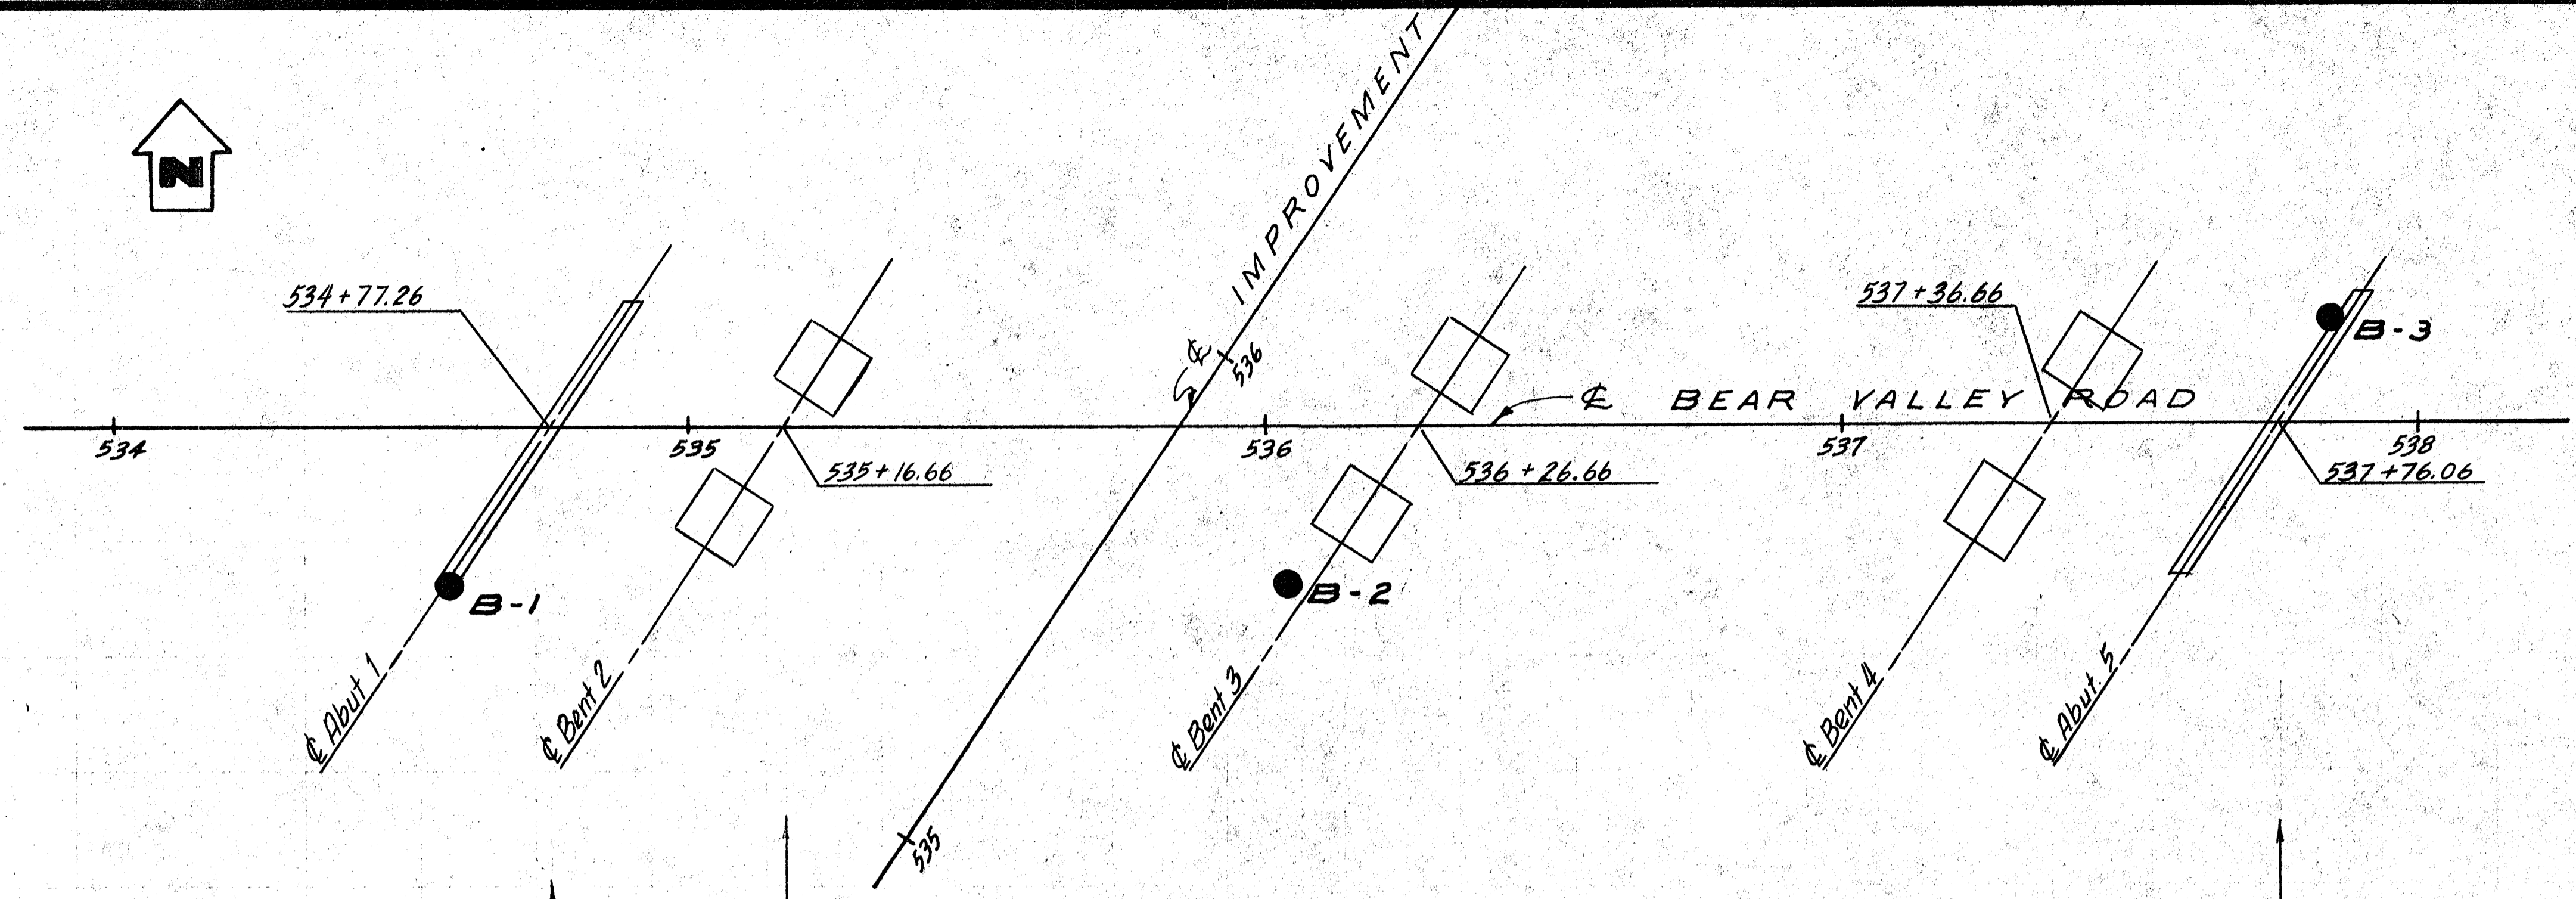 IMPROVEMENT
N
534+77.26
537+36.66
B-3
℄
536
℄ BEAR VALLEY ROAD
534
535
536
537
538
535+16.66
536+26.66
537+76.06
B-1
B-2
℄ Abut 1
℄ Bent 2
℄ Bent 3
℄ Bent 4
℄ Abut. 5
535